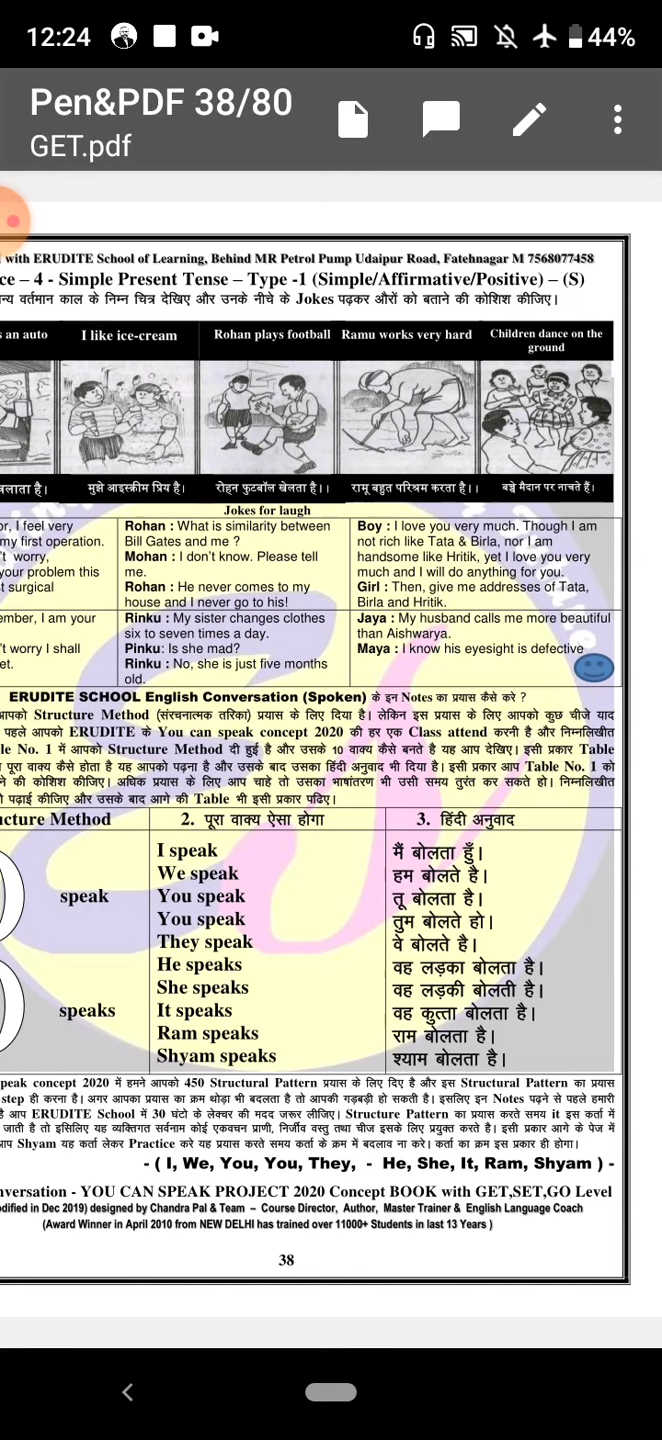 12:24
44%
Pen&PDF 38/80
GET.pdf
with ERUDITE School of Learning, Behind MR Petrol Pump Udaipur Road, Fatehnagar M 7568077458
ce – 4 - Simple Present Tense – Type -1 (Simple/Affirmative/Positive) – (S)
न्य वर्तमान काल के निम्न चित्र देखिए और उनके नीचे के Jokes पढ़कर औरों को बताने की कोशिश कीजिए।
s an auto
I like ice-cream
Rohan plays football
Ramu works very hard
Children dance on the
ground
चलाता है।
मुझे आइस्क्रीम प्रिय है।
रोहन फुटबॉल खेलता है।।
रामू बहुत परिश्रम करता है।।
बच्चे मैदान पर नाचते हैं।
Jokes for laugh
or, I feel very
my first operation.
't worry,
your problem this
t surgical
Rohan : What is similarity between
Bill Gates and me ?
Mohan : I don't know. Please tell
me.
Rohan : He never comes to my
house and I never go to his!
Boy : I love you very much. Though I am
not rich like Tata & Birla, nor I am
handsome like Hritik, yet I love you very
much and I will do anything for you.
Girl : Then, give me addresses of Tata,
Birla and Hritik.
ember, I am your
't worry I shall
et.
Rinku : My sister changes clothes
six to seven times a day.
Pinku: Is she mad?
Rinku : No, she is just five months
old.
Jaya : My husband calls me more beautiful
than Aishwarya.
Maya : I know his eyesight is defective
ERUDITE SCHOOL English Conversation (Spoken) के इन Notes का प्रयास कैसे करे ?
आपको Structure Method (संरचनात्मक तरिका) प्रयास के लिए दिया है। लेकिन इस प्रयास के लिए आपको कुछ चीजे याद
पहले आपको ERUDITE के You can speak concept 2020 की हर एक Class attend करनी है और निम्नलिखीत
le No. 1 में आपको Structure Method दी हुई है और उसके 10 वाक्य कैसे बनते है यह आप देखिए। इसी प्रकार Table
पूरा वाक्य कैसे होता है यह आपको पढ़ना है और उसके बाद उसका हिंदी अनुवाद भी दिया है। इसी प्रकार आप Table No. 1 को
ने की कोशिश कीजिए। अधिक प्रयास के लिए आप चाहे तो उसका भाषांतरण भी उसी समय तुरंत कर सकते हो। निम्नलिखीत
पढ़ाई कीजिए और उसके बाद आगे की Table भी इसी प्रकार पढिए।
ucture Method
2. पूरा वाक्य ऐसा होगा
3. हिंदी अनुवाद
speak
I speak
मैं बोलता हुँ।
We speak
हम बोलते है।
You speak
तू बोलता है।
You speak
तुम बोलते हो।
They speak
वे बोलते है।
speaks
He speaks
वह लड़का बोलता है।
She speaks
वह लड़की बोलती है।
It speaks
वह कुत्ता बोलता है।
Ram speaks
राम बोलता है।
Shyam speaks
श्याम बोलता है।
peak concept 2020 में हमने आपको 450 Structural Pattern प्रयास के लिए दिए है और इस Structural Pattern का प्रयास
step ही करना है। अगर आपका प्रयास का क्रम थोड़ा भी बदलता है तो आपकी गड़बड़ी हो सकती है। इसलिए इन Notes पढ़ने से पहले हमारी
है आप ERUDITE School में 30 घंटो के लेक्चर की मदद जरूर लीजिए। Structure Pattern का प्रयास करते समय it इस कर्ता में
जाती है तो इसिलिए यह व्यक्तिगत सर्वनाम कोई एकवचन प्राणी, निर्जीव वस्तु तथा चीज इसके लिए प्रयुक्त करते है। इसी प्रकार आगे के पेज में
आप Shyam यह कर्ता लेकर Practice करे यह प्रयास करते समय कर्ता के क्रम में बदलाव ना करे। कर्ता का क्रम इस प्रकार ही होगा।
- ( I, We, You, You, They, - He, She, It, Ram, Shyam ) -
nversation - YOU CAN SPEAK PROJECT 2020 Concept BOOK with GET,SET,GO Level
odified in Dec 2019) designed by Chandra Pal & Team – Course Director, Author, Master Trainer & English Language Coach
(Award Winner in April 2010 from NEW DELHI has trained over 11000+ Students in last 13 Years )
38